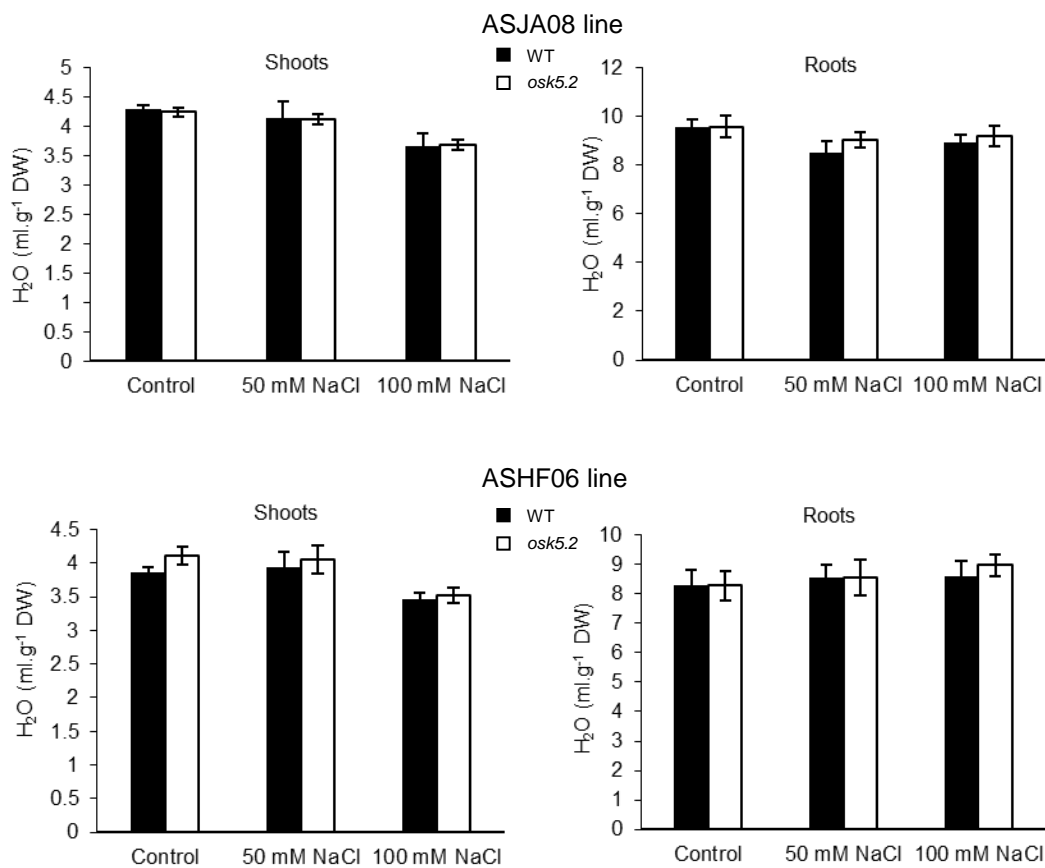 ASJA08 line
WT
osk5.2
Shoots
5
4.5
4
3.5
3
2.5
2
1.5
1
0.5
0
H₂O (ml.g⁻¹ DW)
Control 50 mM NaCl 100 mM NaCl
Roots
12
10
8
6
4
2
0
H₂O (ml.g⁻¹ DW)
Control 50 mM NaCl 100 mM NaCl
ASHF06 line
WT
osk5.2
Shoots
4.5
4
3.5
3
2.5
2
1.5
1
0.5
0
H₂O (ml.g⁻¹ DW)
Control 50 mM NaCl 100 mM NaCl
Roots
10
9
8
7
6
5
4
3
2
1
0
H₂O (ml.g⁻¹ DW)
Control 50 mM NaCl 100 mM NaCl